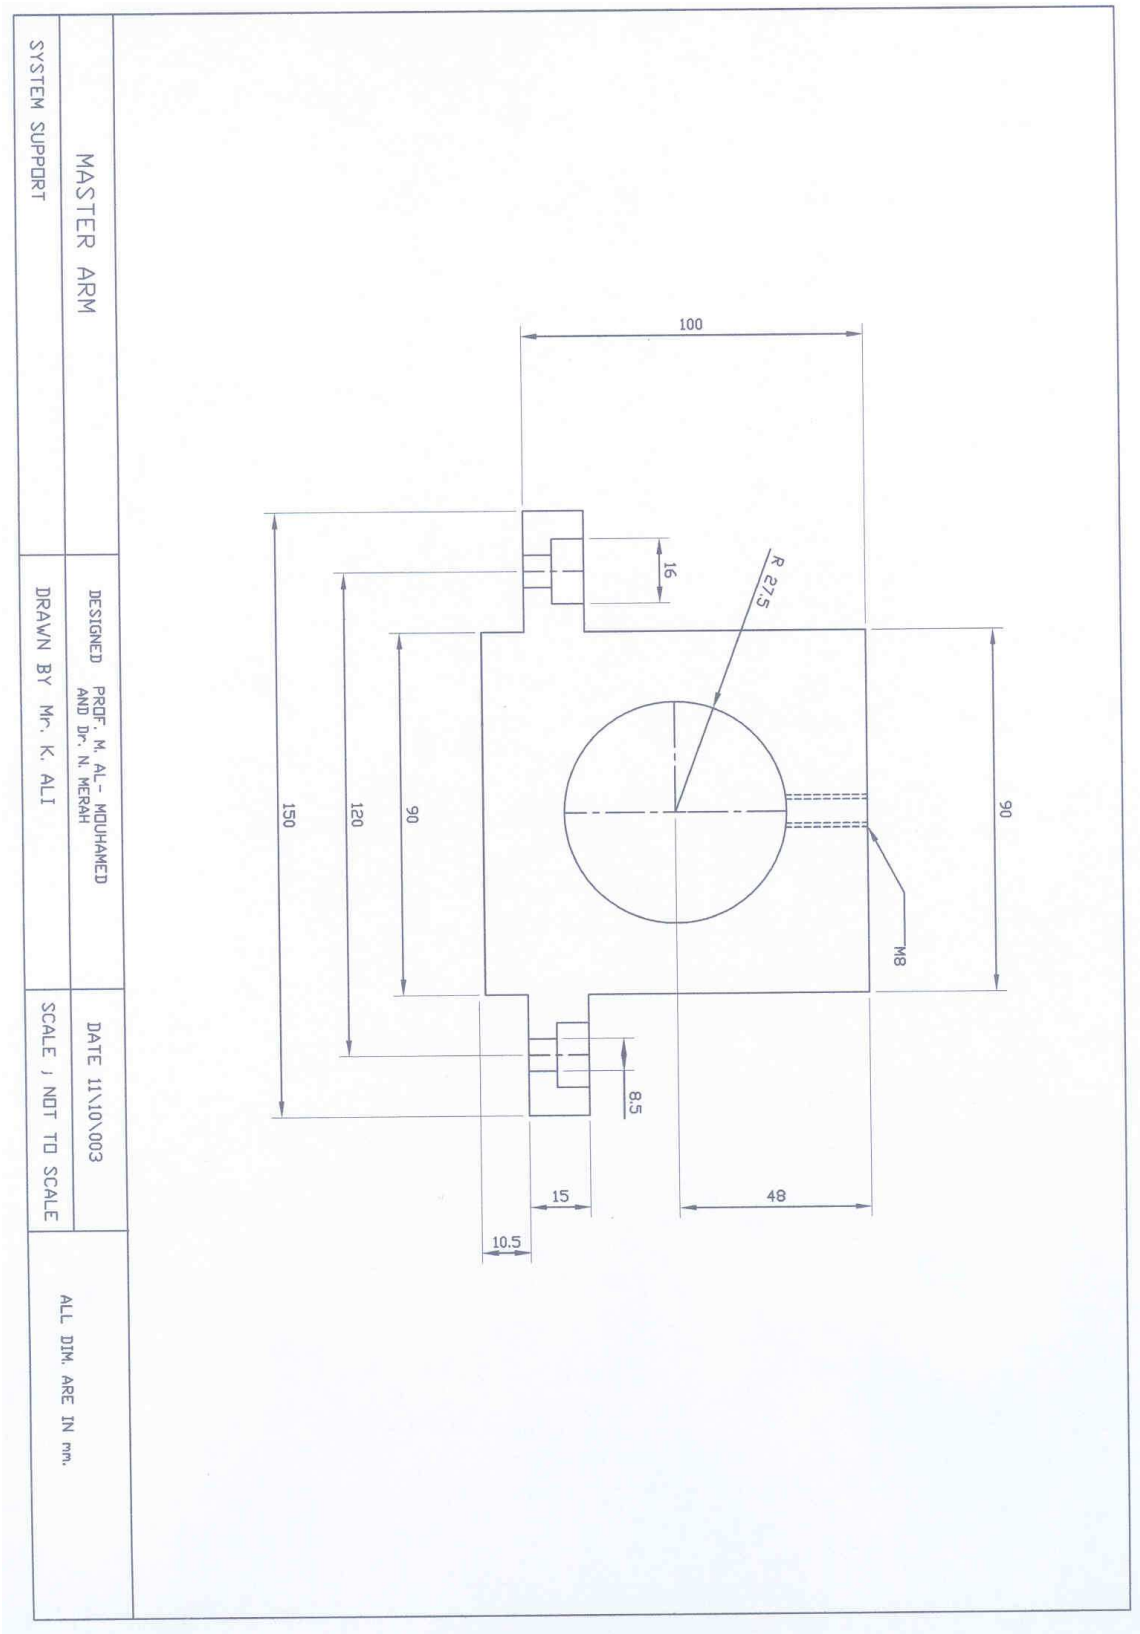 100
16
R 27.5
90
M8
90
120
150
8.5
15
48
10.5
MASTER ARM
SYSTEM SUPPORT
DESIGNED PROF. M. AL- MOUHAMED
AND Dr. N. MERAH
DRAWN BY Mr. K. ALI
DATE 11\10\003
SCALE ; NOT TO SCALE
ALL DIM. ARE IN mm.